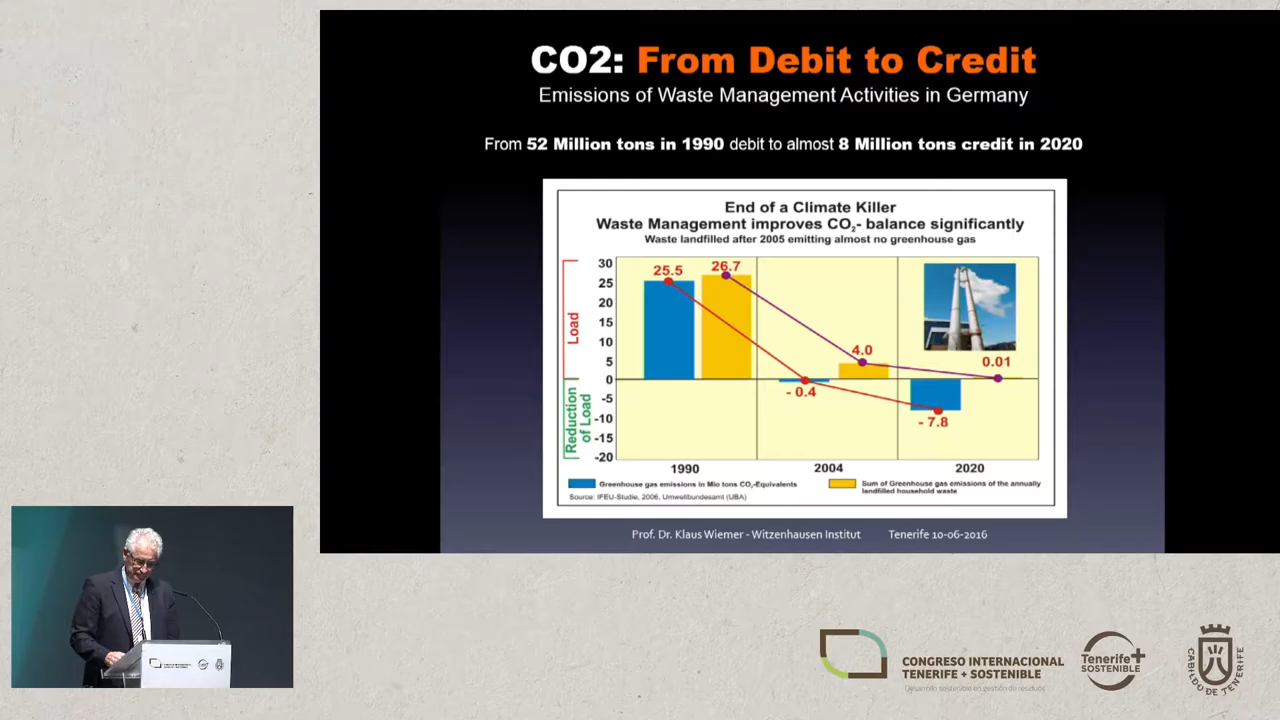 CO2: From Debit to Credit
Emissions of Waste Management Activities in Germany
From 52 Million tons in 1990 debit to almost 8 Million tons credit in 2020
End of a Climate Killer
Waste Management improves CO₂- balance significantly
Waste landfilled after 2005 emitting almost no greenhouse gas
Load
Reduction
of Load
30
25
20
15
10
5
0
-5
-10
-15
-20
25.5
26.7
4.0
0.01
- 0.4
- 7.8
1990
2004
2020
Greenhouse gas emissions in Mio tons CO₂-Equivalents
Sum of Greenhouse gas emissions of the annually
landfilled household waste
Source: IFEU-Studie, 2006, Umweltbundesamt (UBA)
Prof. Dr. Klaus Wiemer - Witzenhausen Institut Tenerife 10-06-2016
CONGRESO INTERNACIONAL
TENERIFE + SOSTENIBLE
Desarrollo sostenible en gestión de residuos
Tenerife+
SOSTENIBLE
CABILDO DE TENERIFE